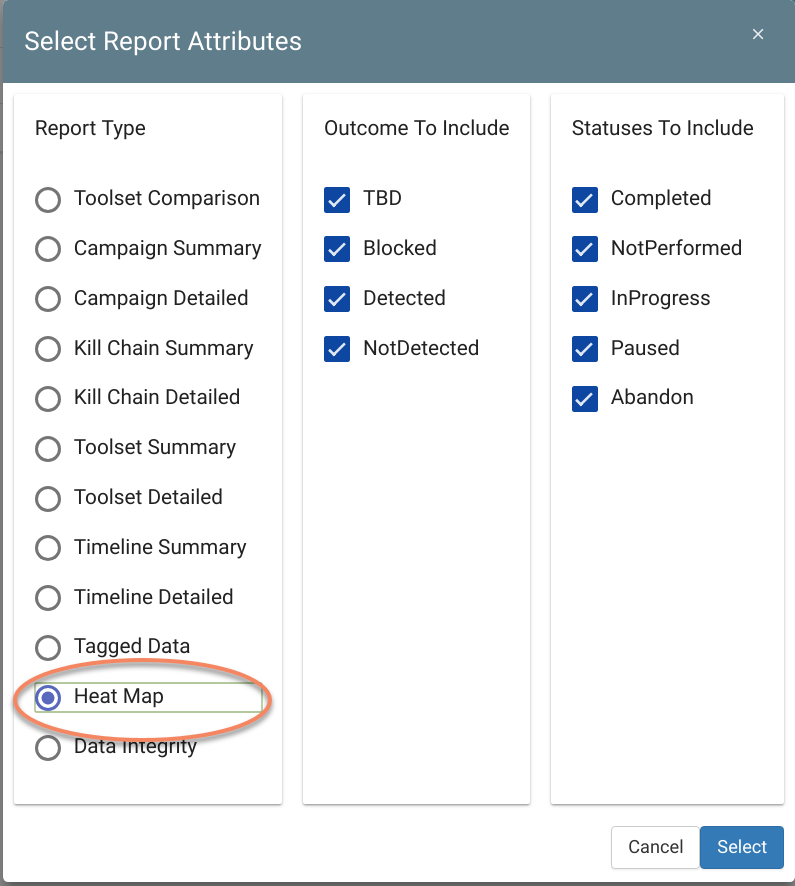 Select Report Attributes
×
Report Type
Toolset Comparison
Campaign Summary
Campaign Detailed
Kill Chain Summary
Kill Chain Detailed
Toolset Summary
Toolset Detailed
Timeline Summary
Timeline Detailed
Tagged Data
Heat Map
Data Integrity
Outcome To Include
TBD
Blocked
Detected
NotDetected
Statuses To Include
Completed
NotPerformed
InProgress
Paused
Abandon
Cancel
Select